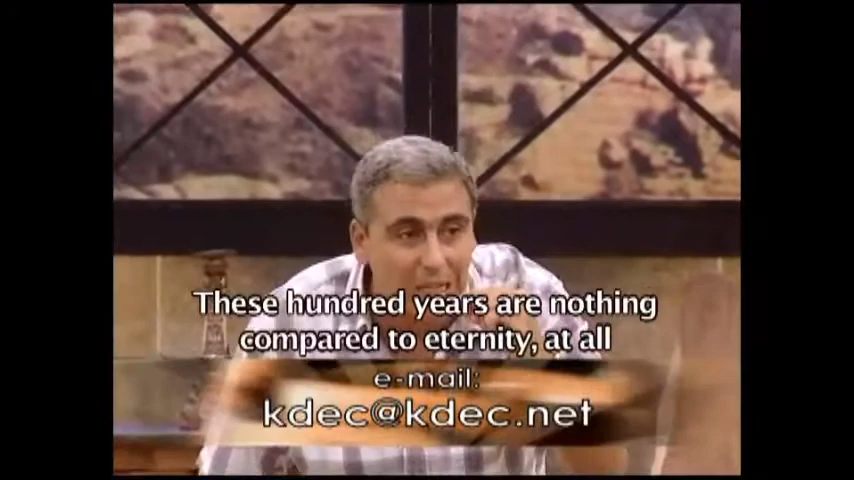 These hundred years are nothing
compared to eternity, at all
e-mail:
kdec@kdec.net